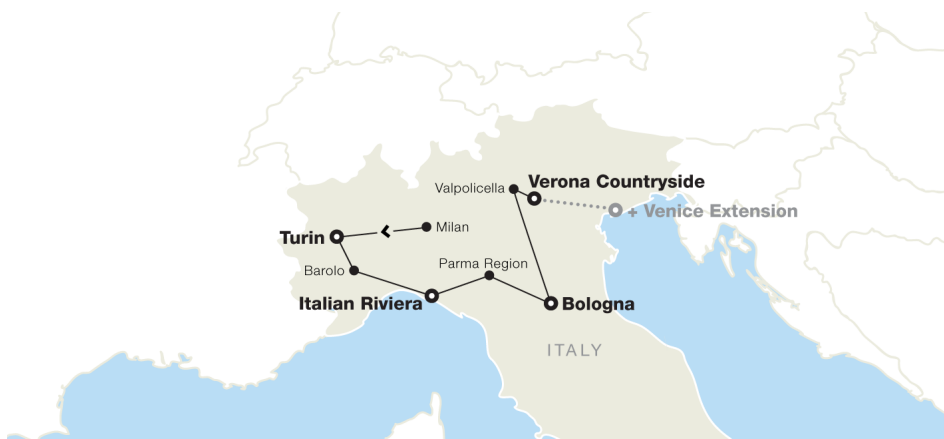 Valpolicella
Verona Countryside
+ Venice Extension
Milan
Turin
Parma Region
Barolo
Italian Riviera
Bologna
ITALY